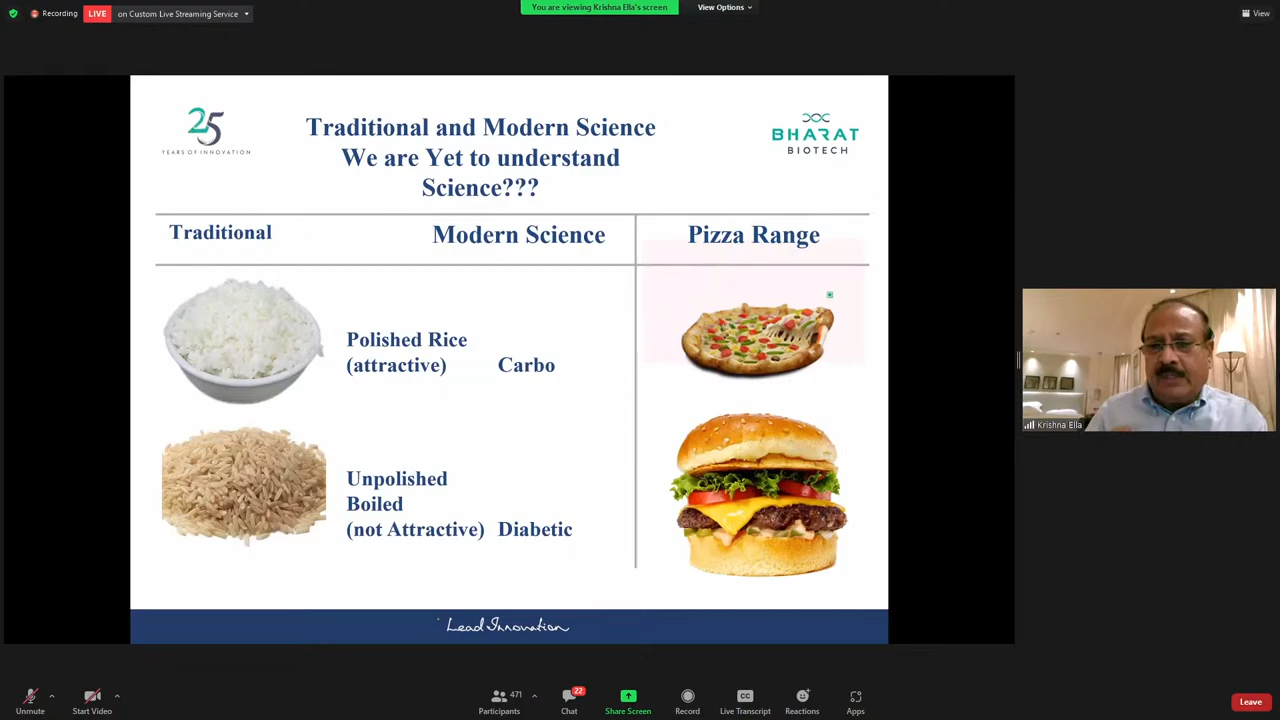 Recording
LIVE
on Custom Live Streaming Service
You are viewing Krishna Ella's screen
View Options
View
25
YEARS OF INNOVATION
Traditional and Modern Science
We are Yet to understand
Science???
BHARAT
BIOTECH
Traditional
Modern Science
Pizza Range
Polished Rice
(attractive) Carbo
Unpolished
Boiled
(not Attractive) Diabetic
Lead Innovation
Krishna Ella
Unmute
Start Video
Participants
471
Chat
22
Share Screen
Record
CC
Live Transcript
Reactions
Apps
Leave